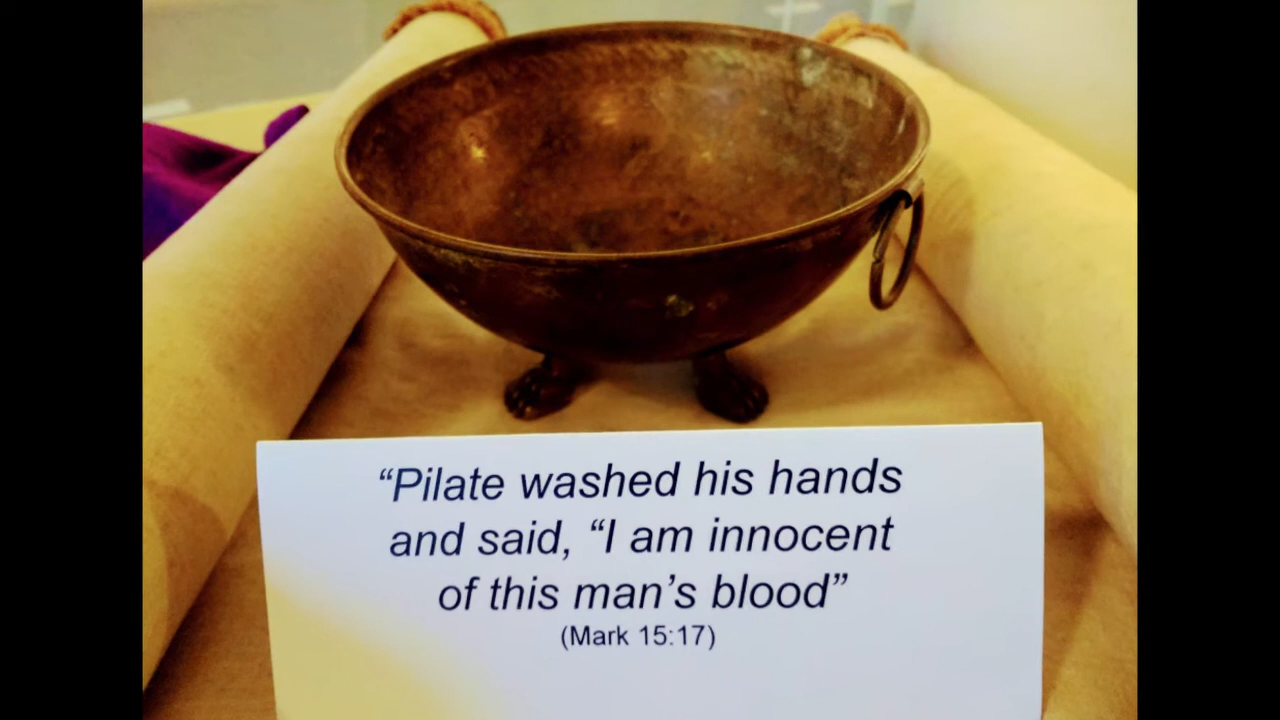 “Pilate washed his hands
and said, “I am innocent
of this man’s blood”
(Mark 15:17)